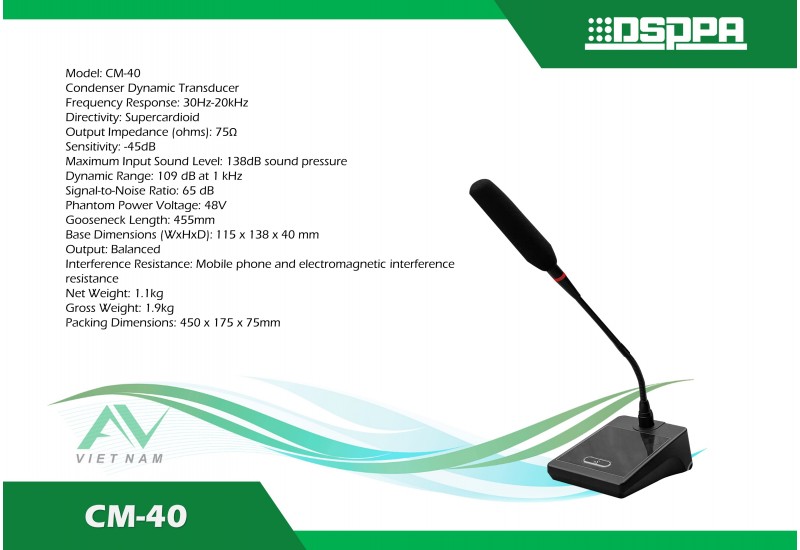 DSPPA
Model: CM-40
Condenser Dynamic Transducer
Frequency Response: 30Hz-20kHz
Directivity: Supercardioid
Output Impedance (ohms): 75Ω
Sensitivity: -45dB
Maximum Input Sound Level: 138dB sound pressure
Dynamic Range: 109 dB at 1 kHz
Signal-to-Noise Ratio: 65 dB
Phantom Power Voltage: 48V
Gooseneck Length: 455mm
Base Dimensions (WxHxD): 115 x 138 x 40 mm
Output: Balanced
Interference Resistance: Mobile phone and electromagnetic interference
resistance
Net Weight: 1.1kg
Gross Weight: 1.9kg
Packing Dimensions: 450 x 175 x 75mm
AV
VIET NAM
CM-40